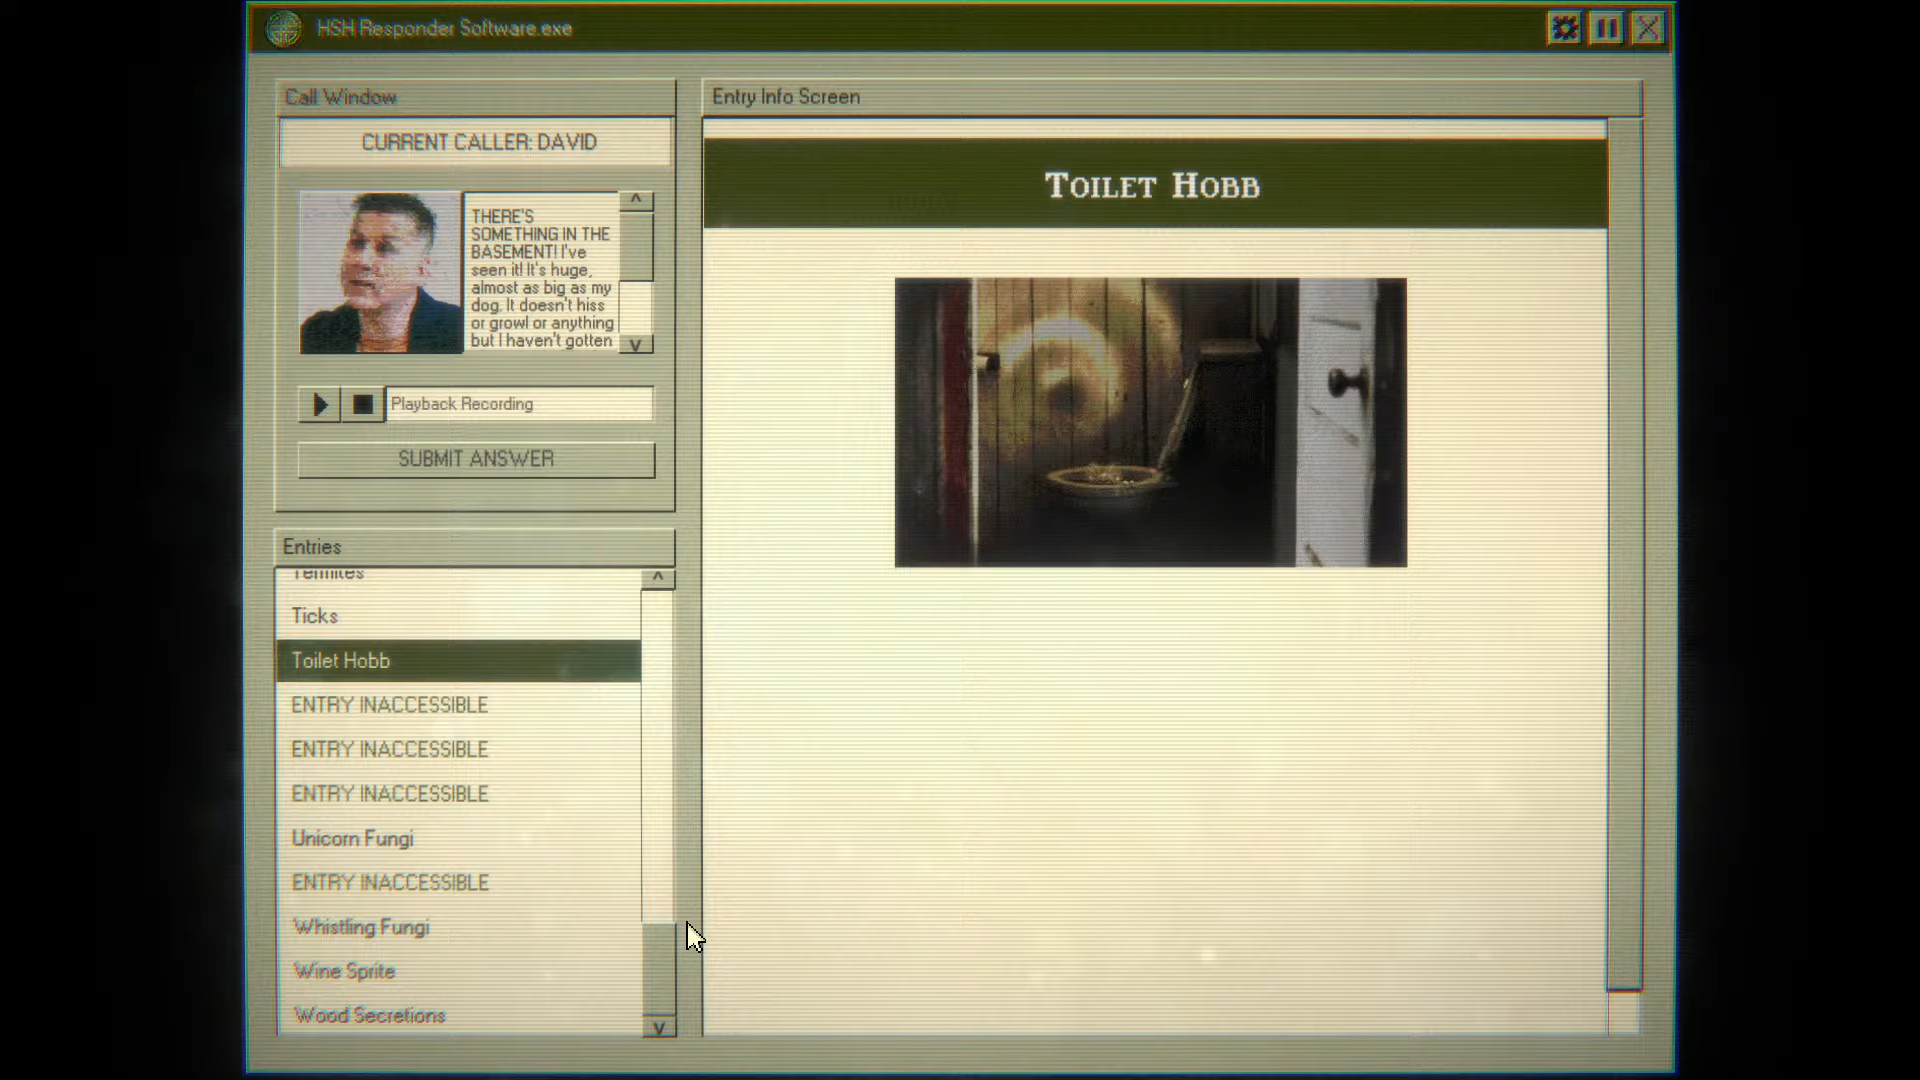 HSH Responder Software.exe
Call Window
CURRENT CALLER: DAVID
THERE'S
SOMETHING IN THE
BASEMENT! I've
seen it! It's huge,
almost as big as my
dog. It doesn't hiss
or growl or anything
but I haven't gotten
Playback Recording
SUBMIT ANSWER
Entries
Termites
Ticks
Toilet Hobb
ENTRY INACCESSIBLE
ENTRY INACCESSIBLE
ENTRY INACCESSIBLE
Unicorn Fungi
ENTRY INACCESSIBLE
Whistling Fungi
Wine Sprite
Wood Secretions
Entry Info Screen
TOILET HOBB